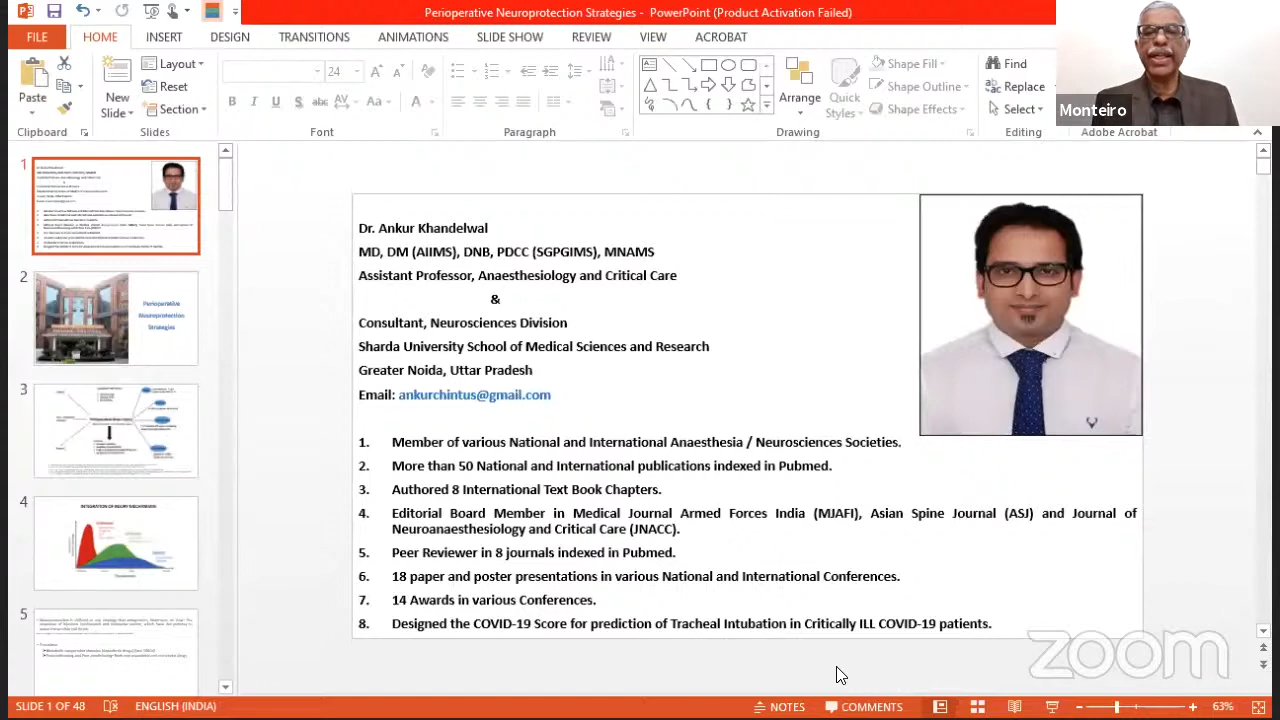 Perioperative Neuroprotection Strategies - PowerPoint (Product Activation Failed)
FILE HOME INSERT DESIGN TRANSITIONS ANIMATIONS SLIDE SHOW REVIEW VIEW ACROBAT
Paste
New
Slide
Layout
Reset
Section
24
B I U S abc AV Aa A
Arrange
Quick
Styles
Shape Fill
Shape Outline
Shape Effects
Find
Replace
Select
Clipboard Slides Font Paragraph Drawing Editing Adobe Acrobat
Monteiro
1
2
Perioperative
Neuroprotection
Strategies
3
4
5
Dr. Ankur Khandelwal
MD, DM (AIIMS), DNB, PDCC (SGPGIMS), MNAMS
Assistant Professor, Anaesthesiology and Critical Care
&
Consultant, Neurosciences Division
Sharda University School of Medical Sciences and Research
Greater Noida, Uttar Pradesh
Email: ankurchintus@gmail.com
1. Member of various National and International Anaesthesia / Neurosciences Societies.
2. More than 50 National and International publications indexed in Pubmed.
3. Authored 8 International Text Book Chapters.
4. Editorial Board Member in Medical Journal Armed Forces India (MJAFI), Asian Spine Journal (ASJ) and Journal of
Neuroanaesthesiology and Critical Care (JNACC).
5. Peer Reviewer in 8 journals indexed in Pubmed.
6. 18 paper and poster presentations in various National and International Conferences.
7. 14 Awards in various Conferences.
8. Designed the COVID-19 Score for prediction of Tracheal Intubation in Critically ILL COVID-19 patients.
zoom
SLIDE 1 OF 48 ENGLISH (INDIA) NOTES COMMENTS 63%